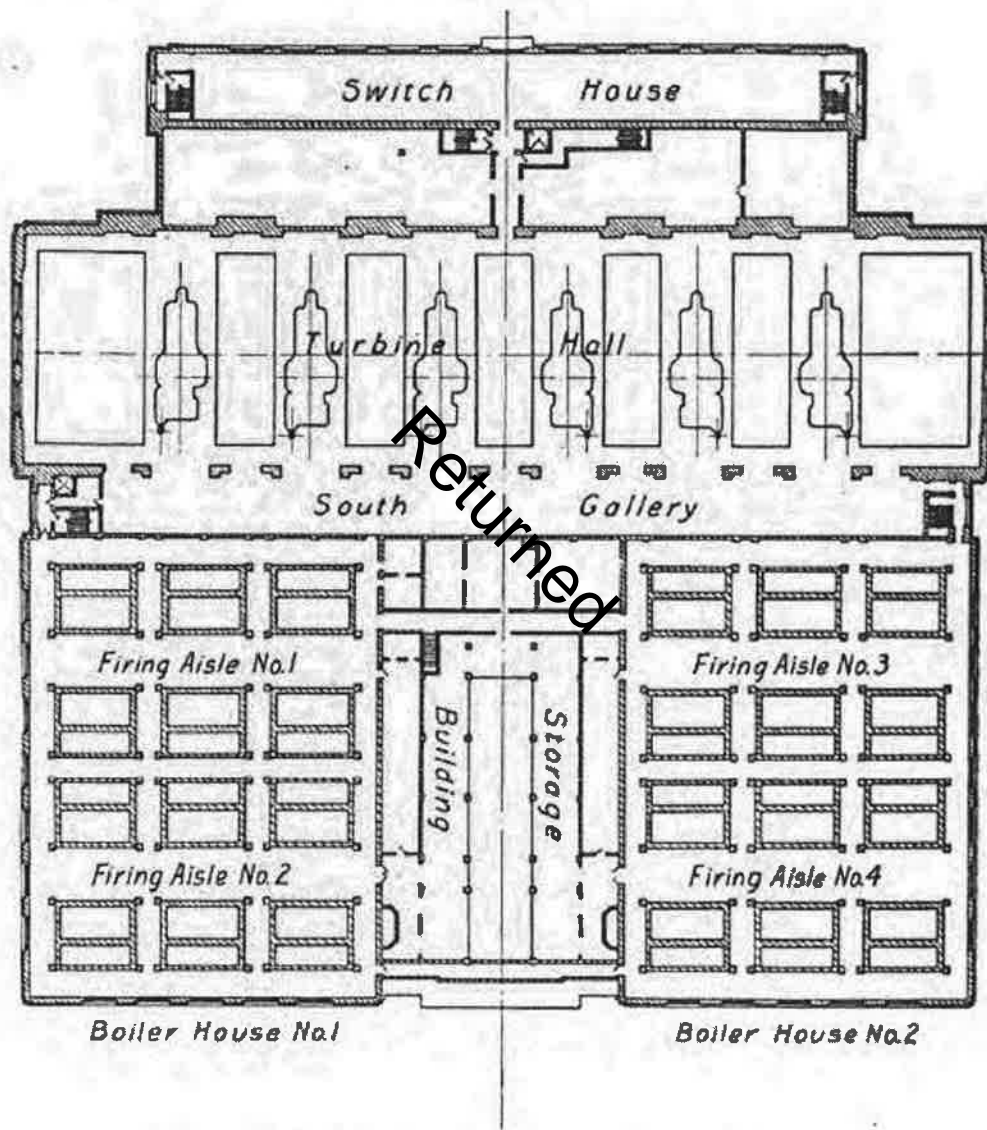 Switch House
Turbine Hall
Returned
South Gallery
Firing Aisle No.1
Firing Aisle No.3
Building
Storage
Firing Aisle No.2
Firing Aisle No.4
Boiler House No.1
Boiler House No.2